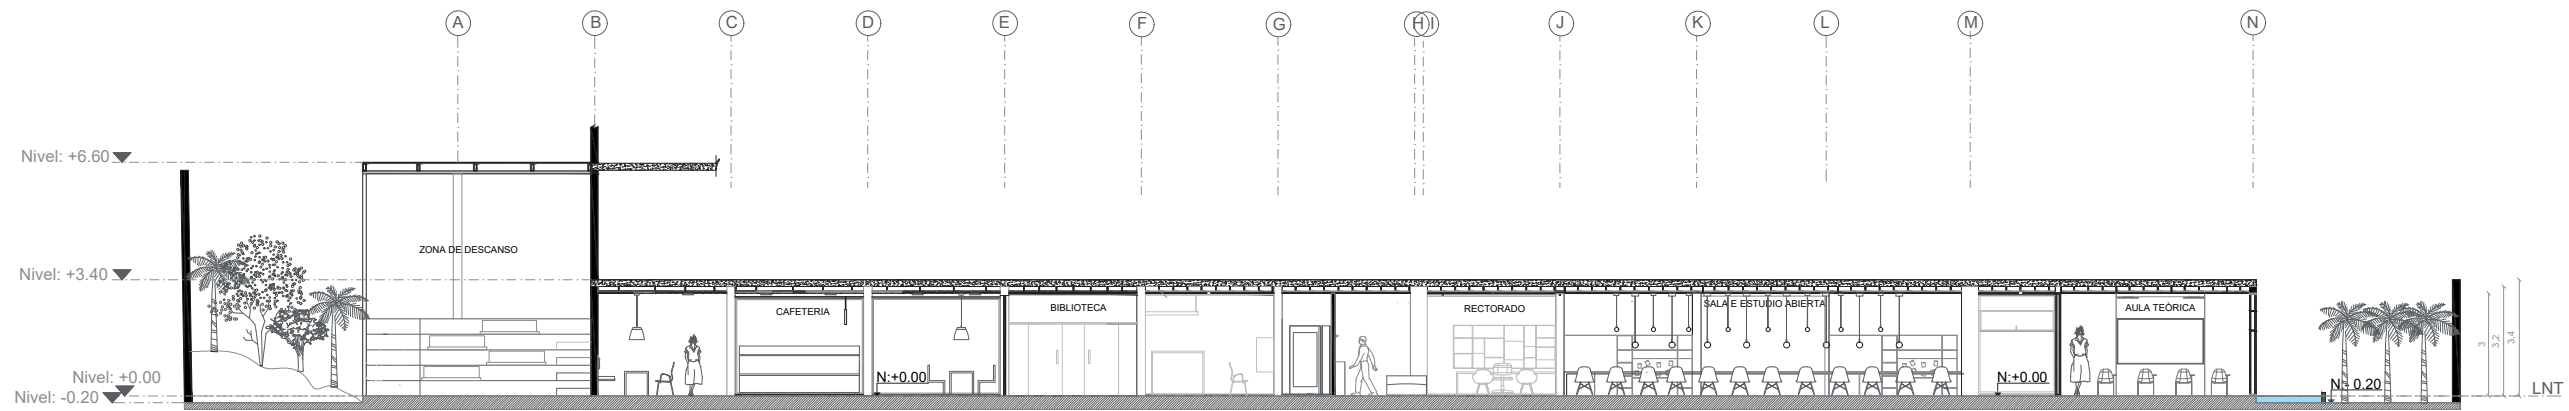 A
B
C
D
E
F
G
H
I
J
K
L
M
N
Nivel: +6.60
ZONA DE DESCANSO
Nivel: +3.40
CAFETERIA
BIBLIOTECA
RECTORADO
SALA E ESTUDIO ABIERTA
AULA TEÓRICA
3
3,2
3,4
Nivel: +0.00
N:+0.00
N:+0.00
N:- 0.20
LNT
Nivel: -0.20